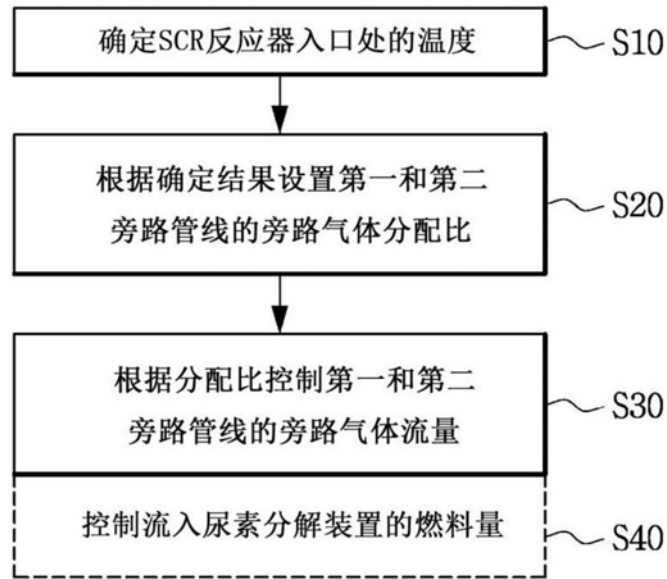 确定SCR反应器入口处的温度
S10
根据确定结果设置第一和第二
旁路管线的旁路气体分配比
S20
根据分配比控制第一和第二
旁路管线的旁路气体流量
S30
控制流入尿素分解装置的燃料量
S40